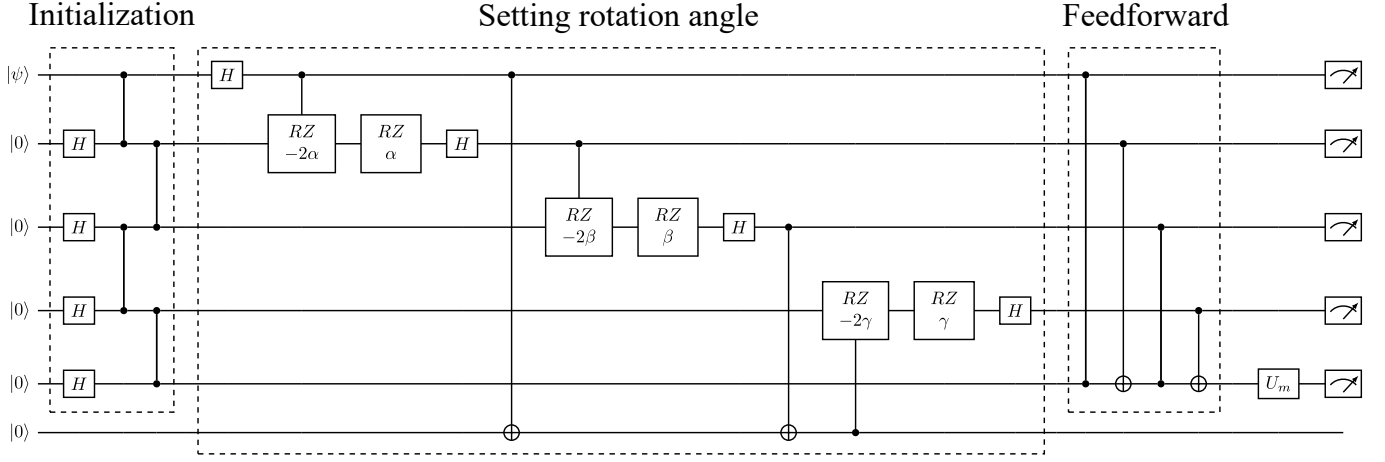 Initialization Setting rotation angle Feedforward
|ψ⟩ H
|0⟩ H RZ −2α RZ α H
|0⟩ H RZ −2β RZ β H
|0⟩ H RZ −2γ RZ γ H
|0⟩ H U_m
|0⟩